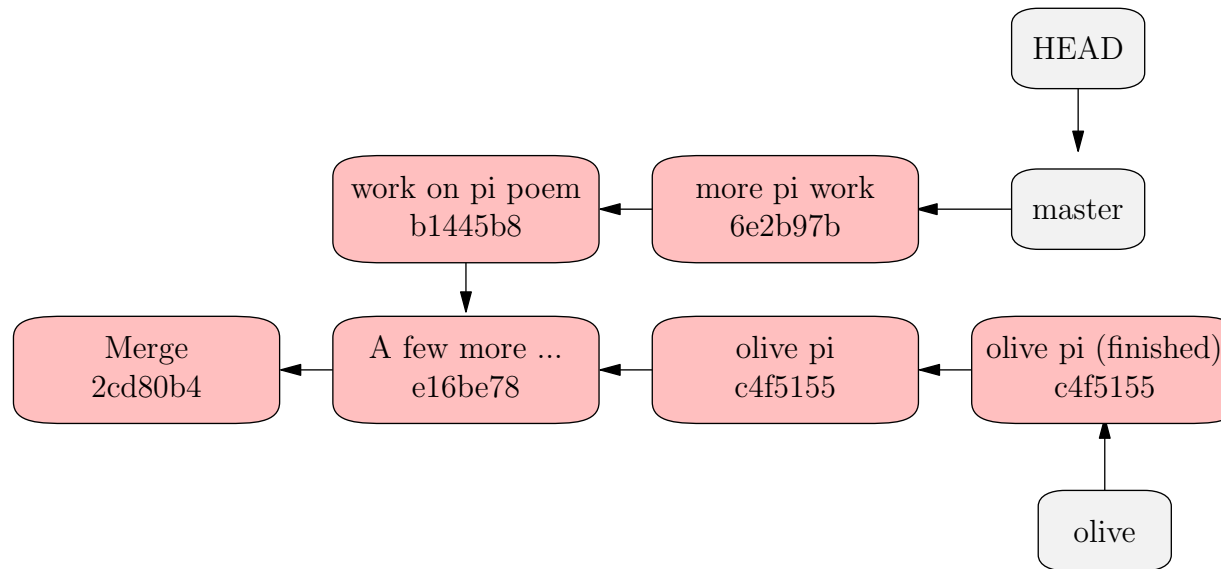 HEAD
work on pi poem
b1445b8
more pi work
6e2b97b
master
Merge
2cd80b4
A few more ...
e16be78
olive pi
c4f5155
olive pi (finished)
c4f5155
olive